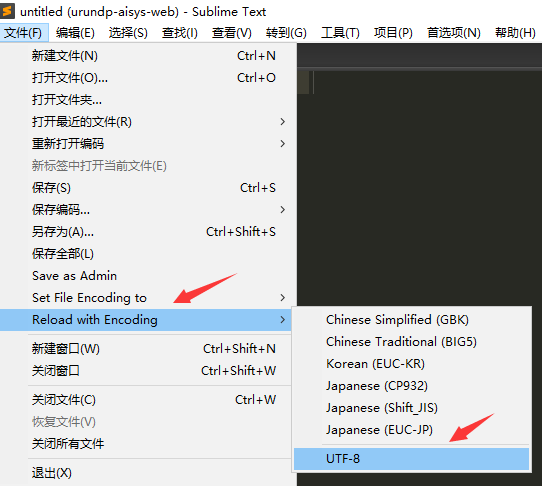 untitled (urundp-aisys-web) - Sublime Text
文件(F) 编辑(E) 选择(S) 查找(I) 查看(V) 转到(G) 工具(T) 项目(P) 首选项(N) 帮助(H)
新建文件(N) Ctrl+N
打开文件(O)... Ctrl+O
打开文件夹...
打开最近的文件(R)
重新打开编码
新标签中打开当前文件(E)
保存(S) Ctrl+S
保存编码...
另存为(A)... Ctrl+Shift+S
保存全部(L)
Save as Admin
Set File Encoding to
Reload with Encoding
新建窗口(W) Ctrl+Shift+N
关闭窗口 Ctrl+Shift+W
关闭文件(C) Ctrl+W
恢复文件(V)
关闭所有文件
退出(X)
Chinese Simplified (GBK)
Chinese Traditional (BIG5)
Korean (EUC-KR)
Japanese (CP932)
Japanese (Shift_JIS)
Japanese (EUC-JP)
UTF-8